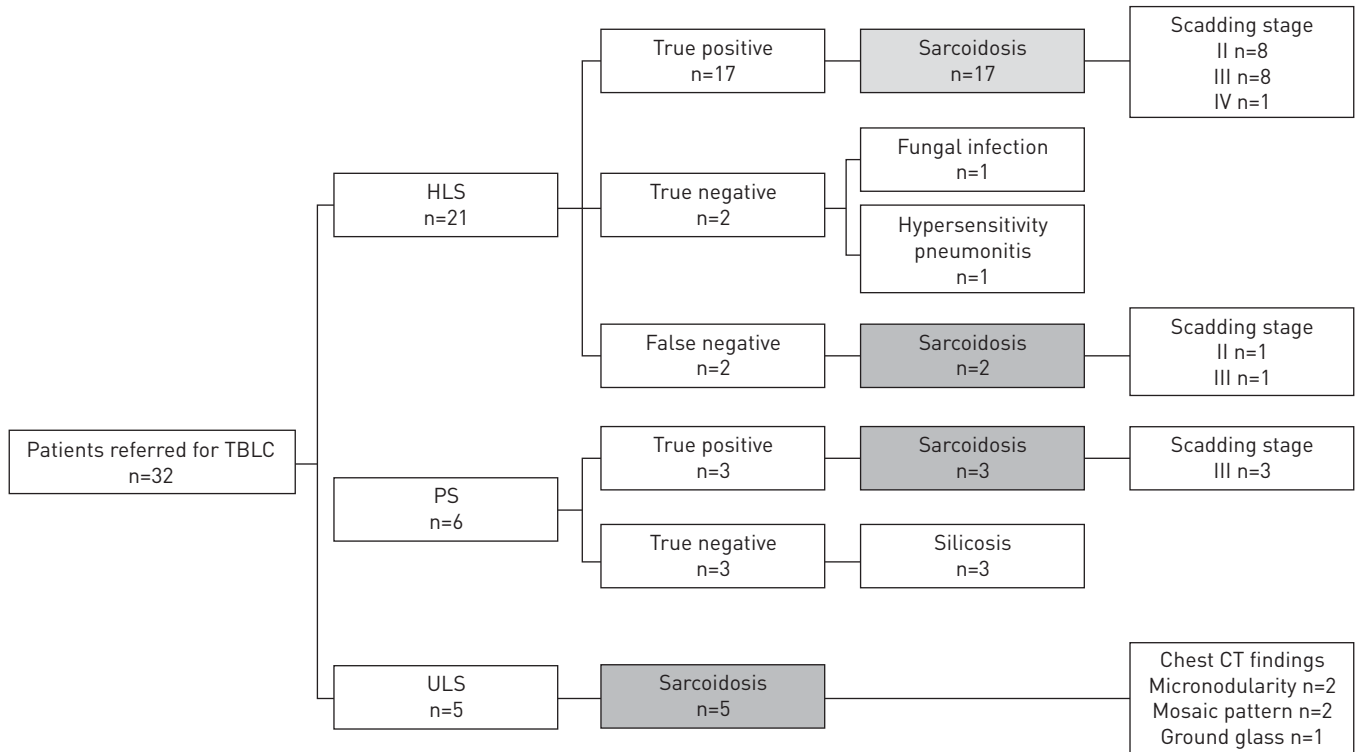 Patients referred for TBLC
n=32
HLS
n=21
True positive
n=17
Sarcoidosis
n=17
Scadding stage
II n=8
III n=8
IV n=1
True negative
n=2
Fungal infection
n=1
Hypersensitivity
pneumonitis
n=1
False negative
n=2
Sarcoidosis
n=2
Scadding stage
II n=1
III n=1
PS
n=6
True positive
n=3
Sarcoidosis
n=3
Scadding stage
III n=3
True negative
n=3
Silicosis
n=3
ULS
n=5
Sarcoidosis
n=5
Chest CT findings
Micronodularity n=2
Mosaic pattern n=2
Ground glass n=1